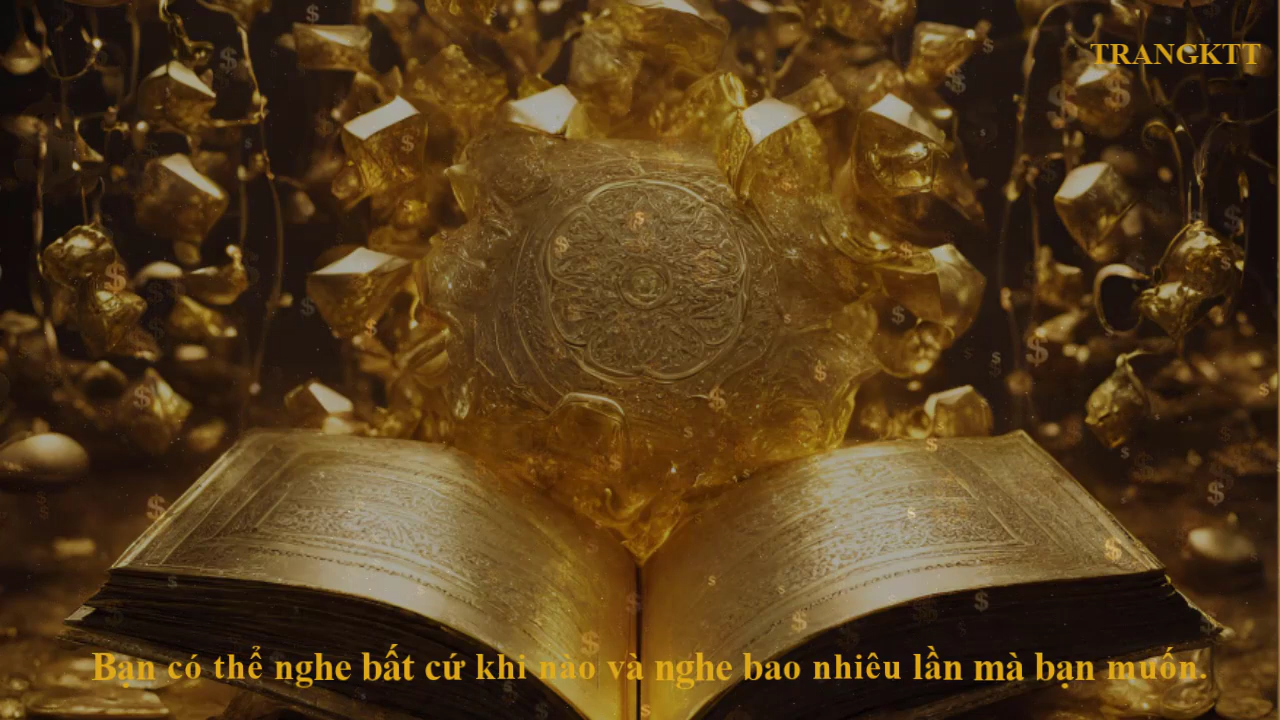 TRANGKTT
Bạn có thể nghe bất cứ khi nào và nghe bao nhiêu lần mà bạn muốn.